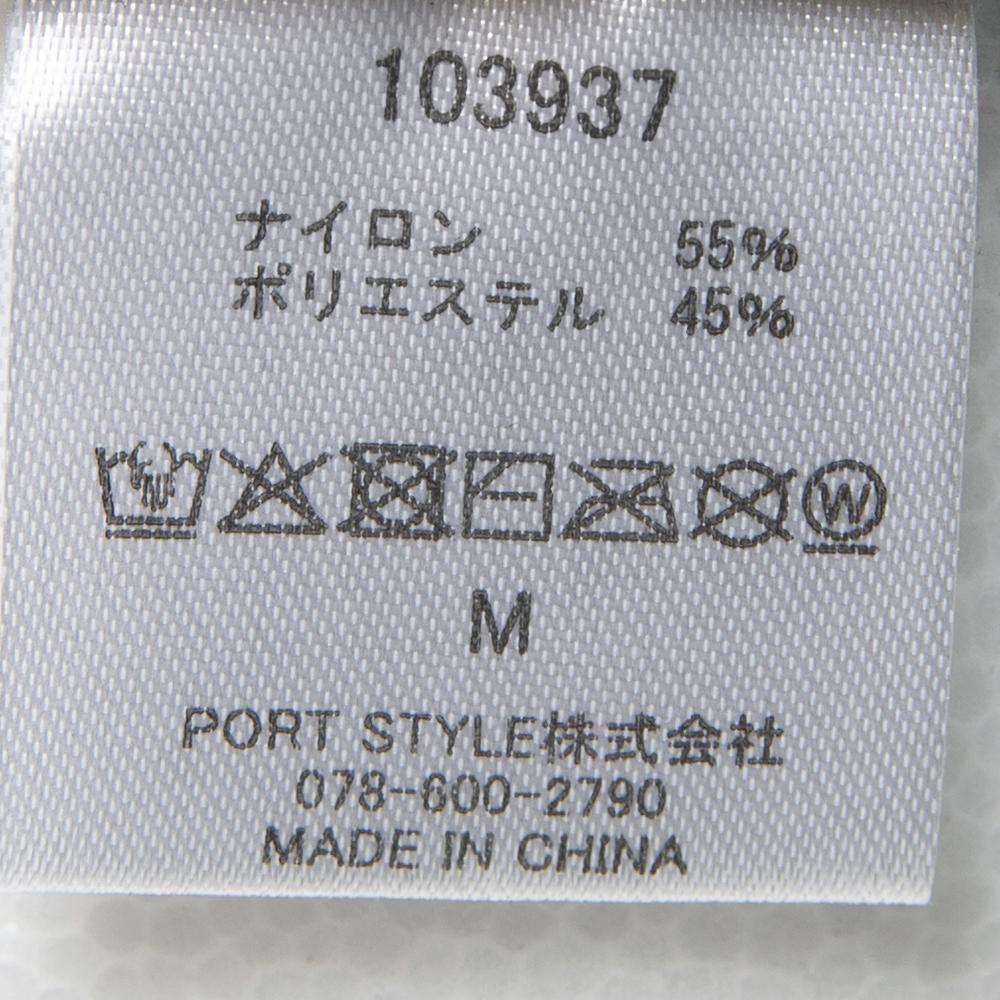 103937
ナイロン 55%
ポリエステル 45%
W
M
PORT STYLE株式会社
078-600-2790
MADE IN CHINA